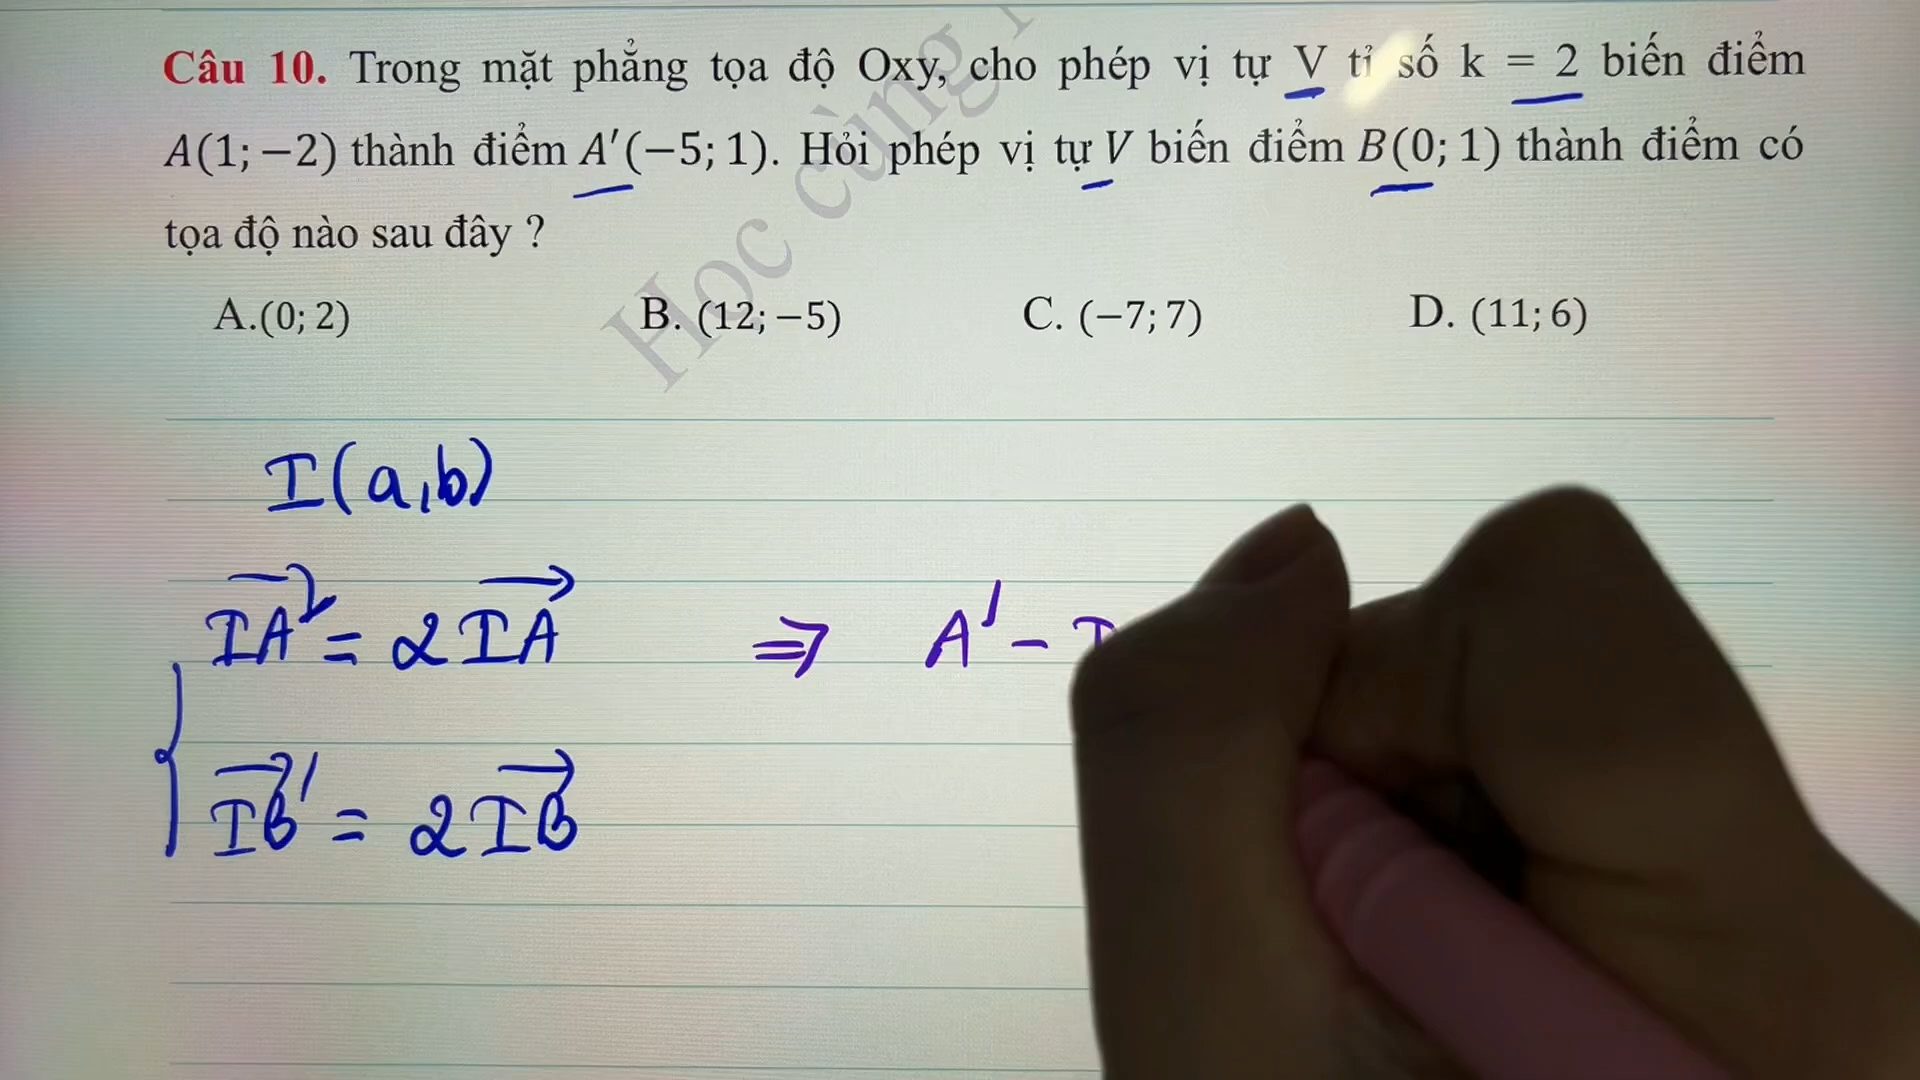 Câu 10. Trong mặt phẳng tọa độ Oxy, cho phép vị tự V tỉ số k = 2 biến điểm
A(1; −2) thành điểm A′(−5; 1). Hỏi phép vị tự V biến điểm B(0; 1) thành điểm có
tọa độ nào sau đây ?
A.(0; 2) B. (12; −5) C. (−7; 7) D. (11; 6)
Học cùng
I(a,b)
IA' = 2IA ⇒ A' - I
IB' = 2IB